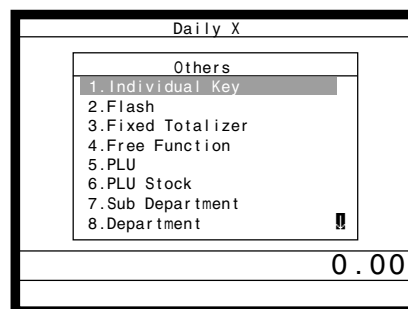 Daily X
Others
1.Individual Key
2.Flash
3.Fixed Totalizer
4.Free Function
5.PLU
6.PLU Stock
7.Sub Department
8.Department
0.00